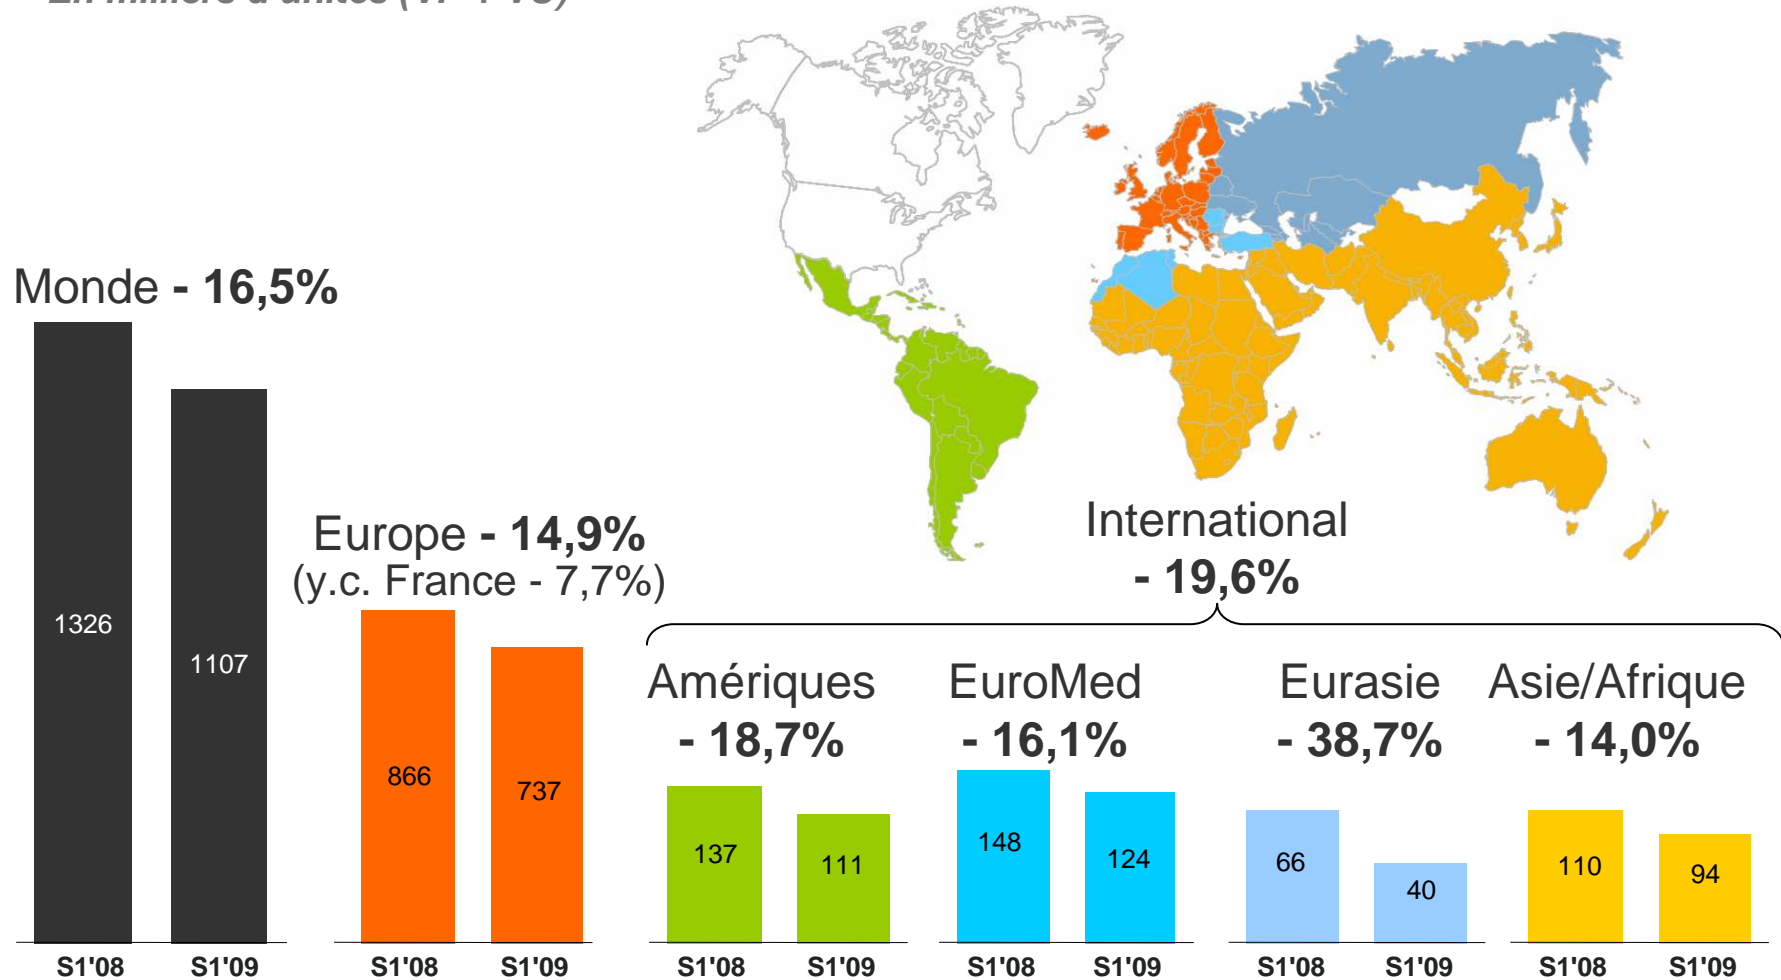 Monde - 16,5%
1326
1107
S1'08 S1'09
Europe - 14,9%
(y.c. France - 7,7%)
866
737
S1'08 S1'09
International
- 19,6%
Amériques
- 18,7%
137
111
S1'08 S1'09
EuroMed
- 16,1%
148
124
S1'08 S1'09
Eurasie
- 38,7%
66
40
S1'08 S1'09
Asie/Afrique
- 14,0%
110
94
S1'08 S1'09